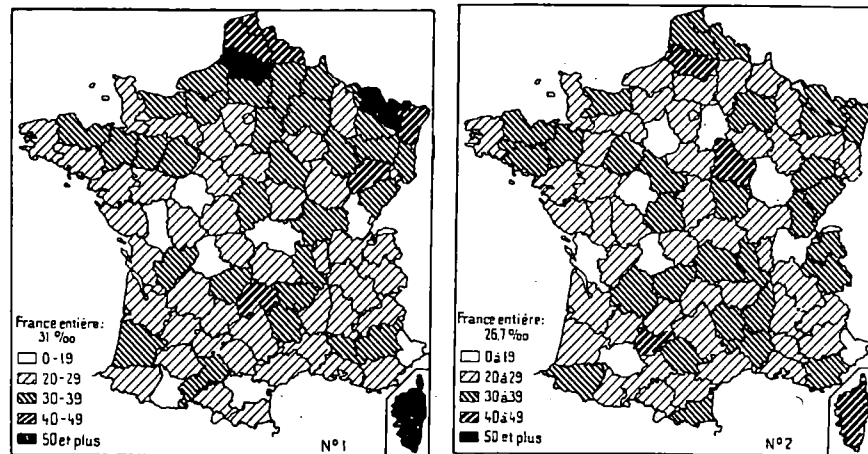 France entière:
31 ‰
0-19
20-29
30-39
40-49
50 et plus
N°1
France entière:
26,7 ‰
0 à 19
20 à 29
30 à 39
40 à 49
50 et plus
N°2